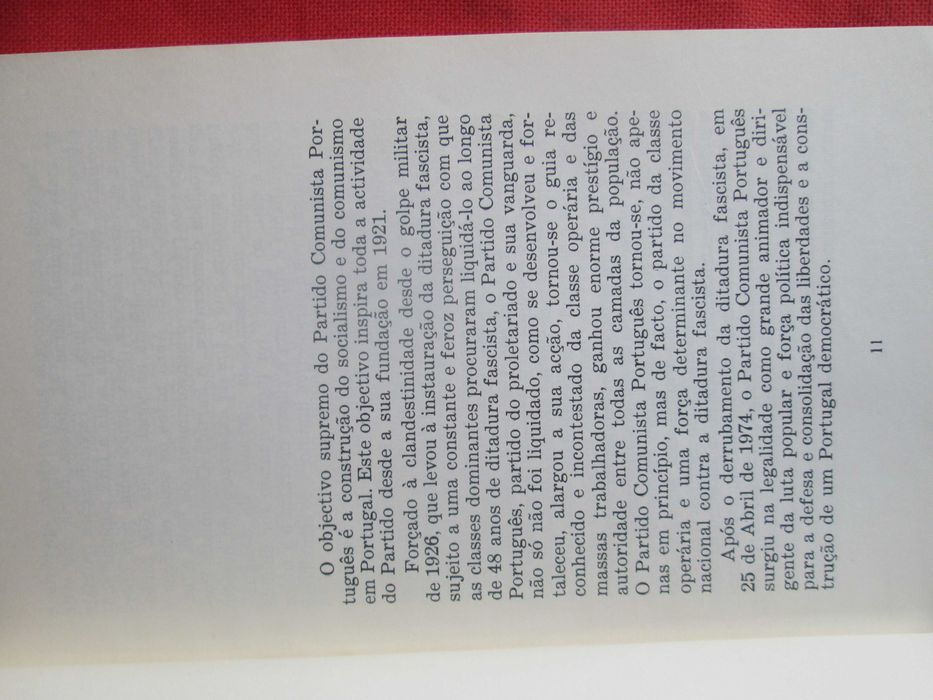 O objectivo supremo do Partido Comunista Por-
tuguês é a construção do socialismo e do comunismo
em Portugal. Este objectivo inspira toda a actividade
do Partido desde a sua fundação em 1921.
Forçado à clandestinidade desde o golpe militar
de 1926, que levou à instauração da ditadura fascista,
sujeito a uma constante e feroz perseguição com que
as classes dominantes procuraram liquidá-lo ao longo
de 48 anos de ditadura fascista, o Partido Comunista
Português, partido do proletariado e sua vanguarda,
não só não foi liquidado, como se desenvolveu e for-
taleceu, alargou a sua acção, tornou-se o guia re-
conhecido e incontestado da classe operária e das
massas trabalhadoras, ganhou enorme prestígio e
autoridade entre todas as camadas da população.
O Partido Comunista Português tornou-se, não ape-
nas em princípio, mas de facto, o partido da classe
operária e uma força determinante no movimento
nacional contra a ditadura fascista.
Após o derrubamento da ditadura fascista, em
25 de Abril de 1974, o Partido Comunista Português
surgiu na legalidade como grande animador e diri-
gente da luta popular e força política indispensável
para a defesa e consolidação das liberdades e a cons-
trução de um Portugal democrático.
11